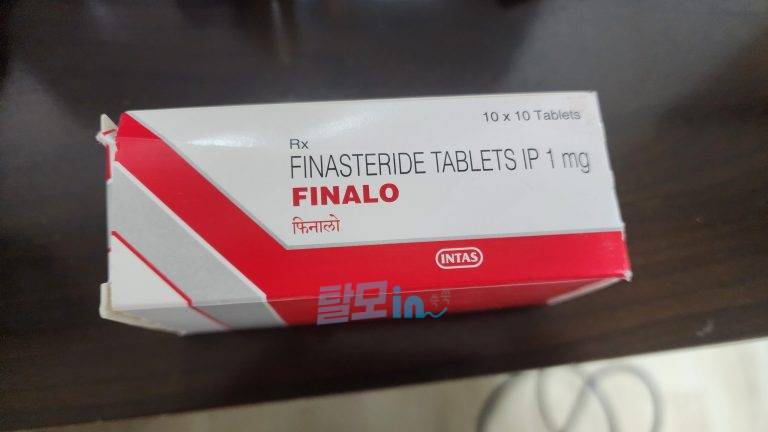 10 x 10 Tablets
Rx
FINASTERIDE TABLETS IP 1 mg
FINALO
फिनालो
INTAS
탈모in